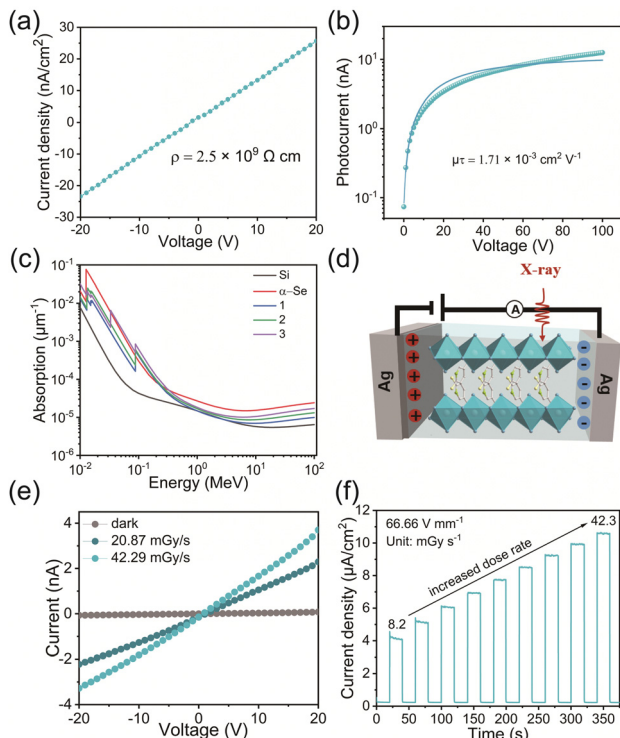 (a)
Current density (nA/cm²)
30
20
10
0
-10
-20
-30
ρ = 2.5 × 10⁹ Ω cm
-20 -10 0 10 20
Voltage (V)
(b)
Photocurrent (nA)
10¹
10⁰
10⁻¹
μτ = 1.71 × 10⁻³ cm² V⁻¹
0 20 40 60 80 100
Voltage (V)
(c)
Absorption (μm⁻¹)
10⁻¹
10⁻²
10⁻³
10⁻⁴
10⁻⁵
10⁻⁶
Si
α-Se
1
2
3
10⁻² 10⁻¹ 10⁰ 10¹ 10²
Energy (MeV)
(d)
X-ray
A
Ag
+
+
+
+
-
-
-
-
-
Ag
(e)
Current (nA)
4
2
0
-2
-4
dark
20.87 mGy/s
42.29 mGy/s
-20 -10 0 10 20
Voltage (V)
(f)
Current density (μA/cm²)
12
10
8
6
4
2
0
66.66 V mm⁻¹
Unit: mGy s⁻¹
increased dose rate
8.2
42.3
0 50 100 150 200 250 300 350
Time (s)